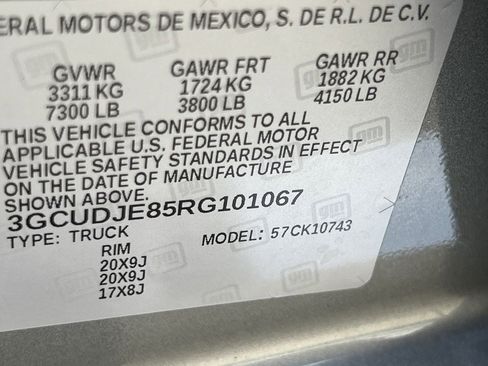 ERAL MOTORS DE MEXICO, S. DE R.L. DE C.V.
GVWR GAWR FRT GAWR RR
3311 KG 1724 KG 1882 KG
7300 LB 3800 LB 4150 LB
THIS VEHICLE CONFORMS TO ALL
APPLICABLE U.S. FEDERAL MOTOR
VEHICLE SAFETY STANDARDS IN EFFECT
ON THE DATE OF MANUFACTURE
SHOWN ABOVE.
3GCUDJE85RG101067
TYPE: TRUCK MODEL: 57CK10743
RIM
20X9J
20X9J
17X8J